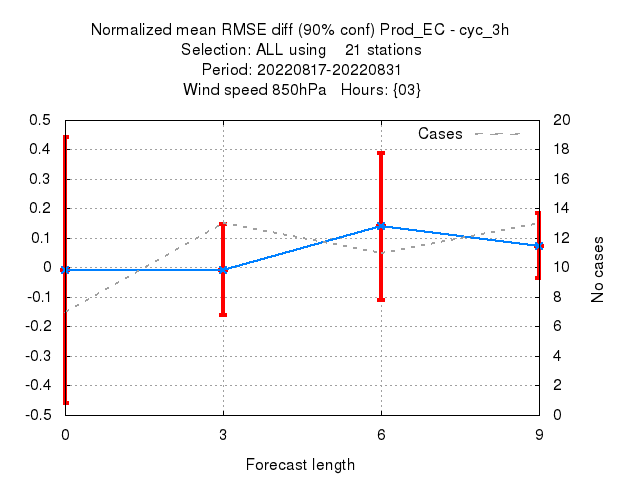 Normalized mean RMSE diff (90% conf) Prod_EC - cyc_3h
Selection: ALL using    21 stations
Period: 20220817-20220831
Wind speed 850hPa   Hours: {03}
Cases
0.5
0.4
0.3
0.2
0.1
0
-0.1
-0.2
-0.3
-0.4
-0.5
20
18
16
14
12
10
8
6
4
2
0
No cases
0 3 6 9
Forecast length